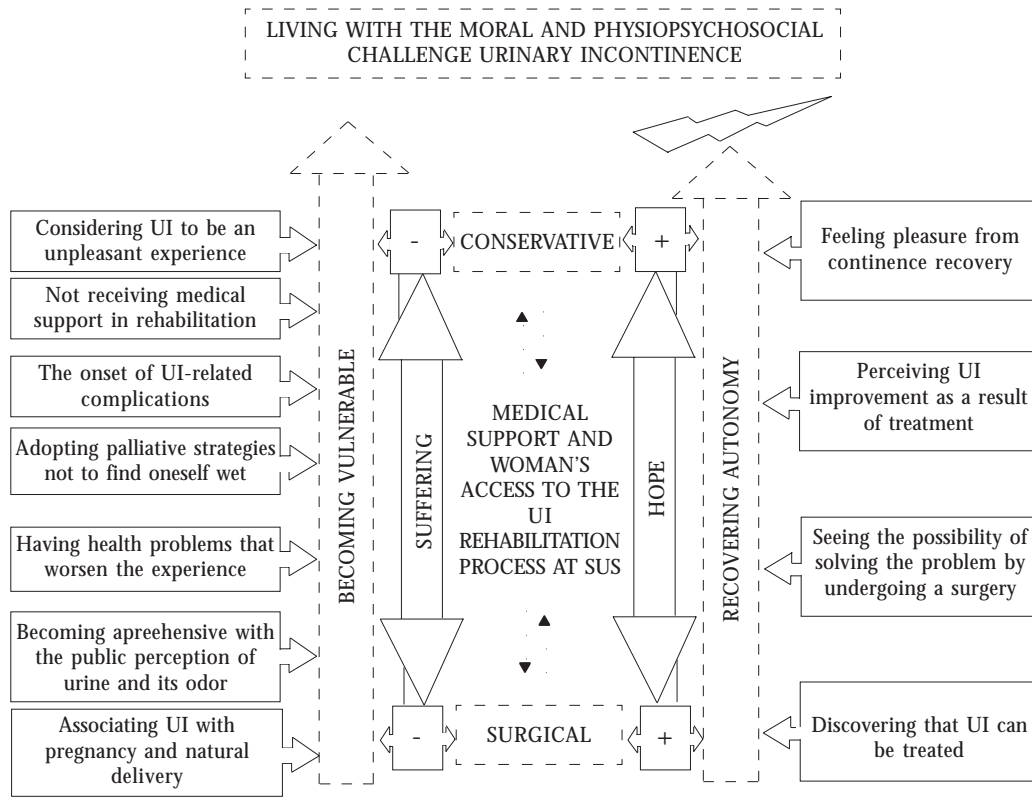 LIVING WITH THE MORAL AND PHYSIOPSYCHOSOCIAL
CHALLENGE URINARY INCONTINENCE
Considering UI to be an
unpleasant experience
Not receiving medical
support in rehabilitation
The onset of UI-related
complications
Adopting palliative strategies
not to find oneself wet
Having health problems that
worsen the experience
Becoming apreehensive with
the public perception of
urine and its odor
Associating UI with
pregnancy and natural
delivery
BECOMING VULNERABLE
-
CONSERVATIVE
+
SUFFERING
MEDICAL
SUPPORT AND
WOMAN'S
ACCESS TO THE
UI
REHABILITATION
PROCESS AT SUS
HOPE
-
SURGICAL
+
RECOVERING AUTONOMY
Feeling pleasure from
continence recovery
Perceiving UI
improvement as a result
of treatment
Seeing the possibility of
solving the problem by
undergoing a surgery
Discovering that UI can
be treated